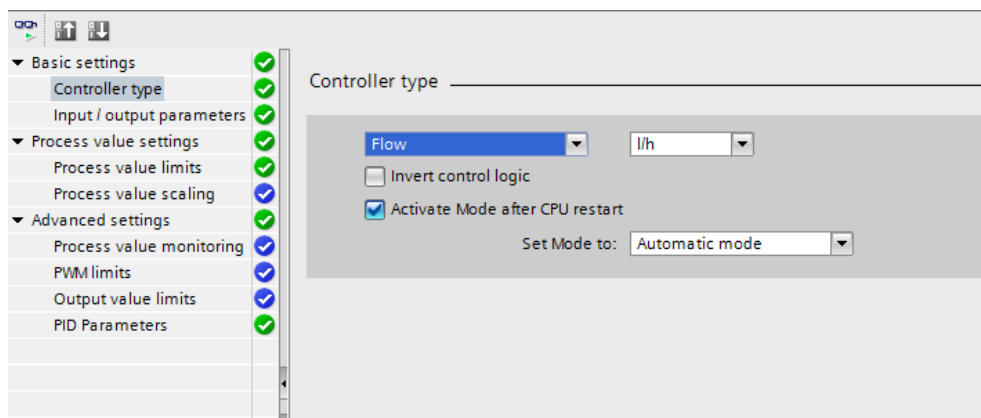 Basic settings
Controller type
Input / output parameters
Process value settings
Process value limits
Process value scaling
Advanced settings
Process value monitoring
PWM limits
Output value limits
PID Parameters
Controller type
Flow l/h
Invert control logic
Activate Mode after CPU restart
Set Mode to: Automatic mode